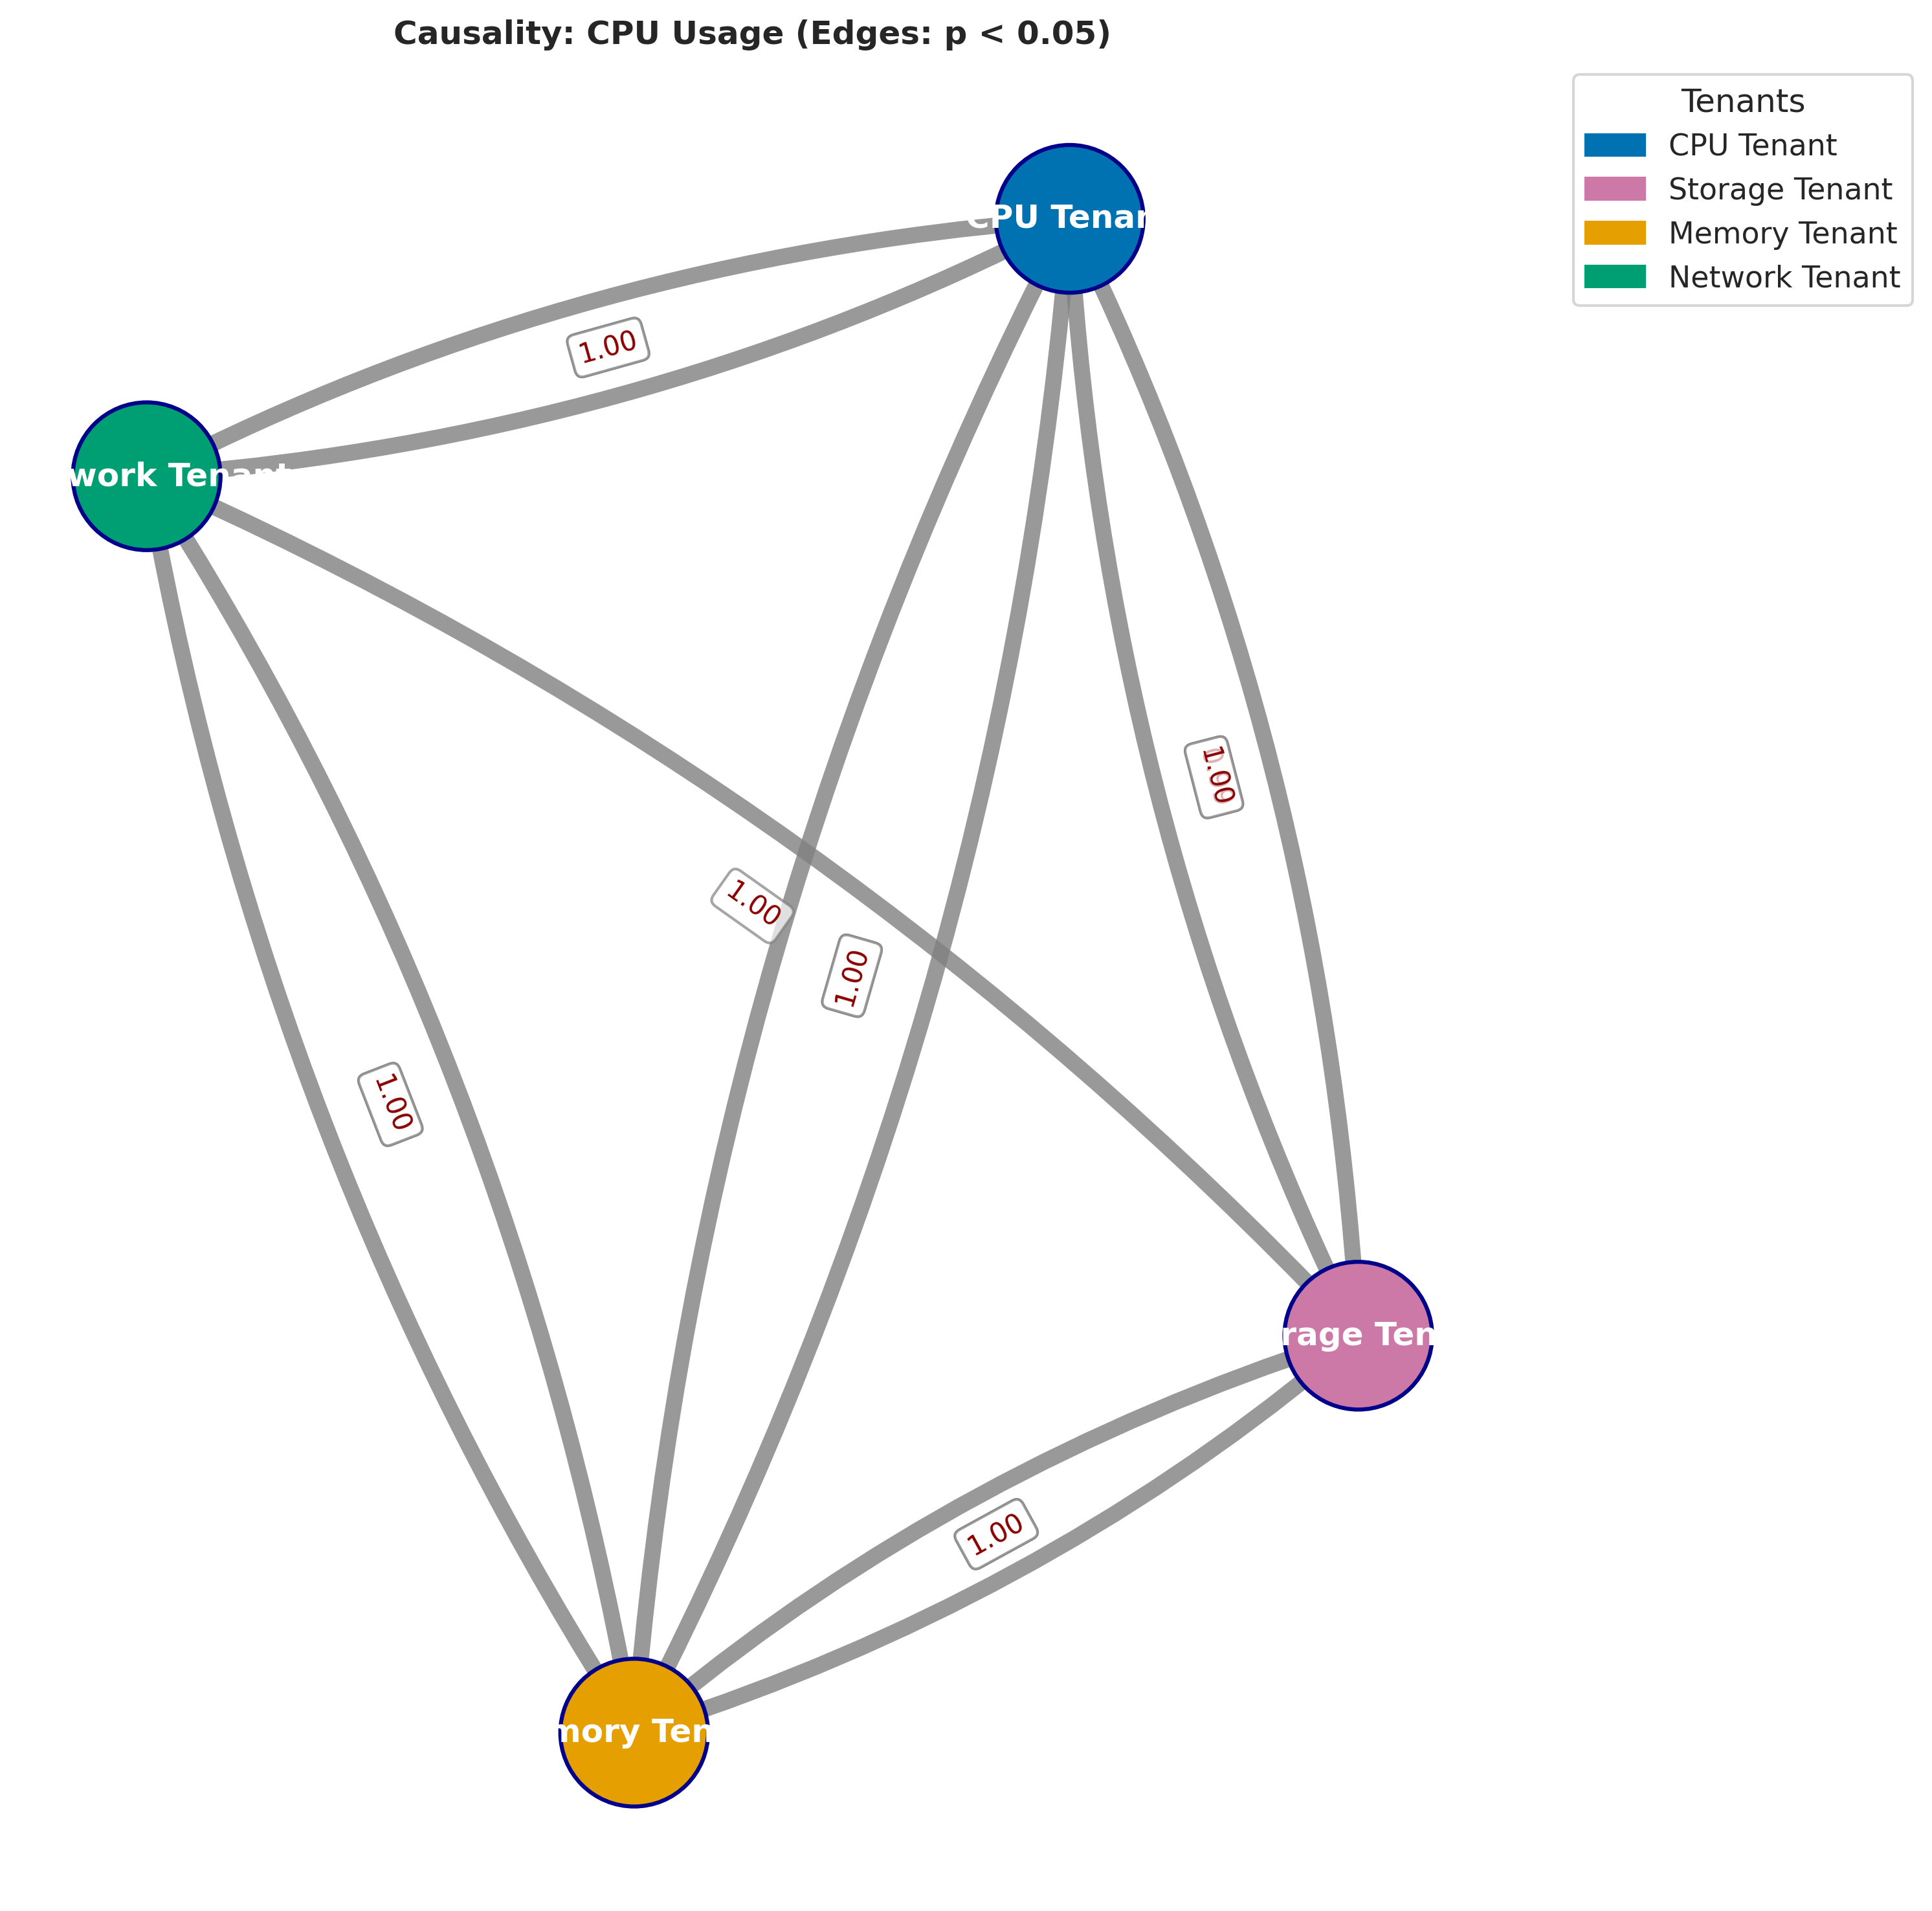 Causality: CPU Usage (Edges: p < 0.05)
Tenants
CPU Tenant
Storage Tenant
Memory Tenant
Network Tenant
CPU Tenan
1.00
work Tenant
1.00
1.00
1.00
1.00
rage Ten
1.00
mory Ten